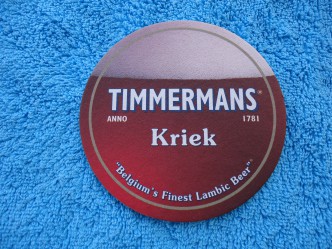 TIMMERMANS®
ANNO 1781
Kriek
"Belgium's Finest Lambic Beer"